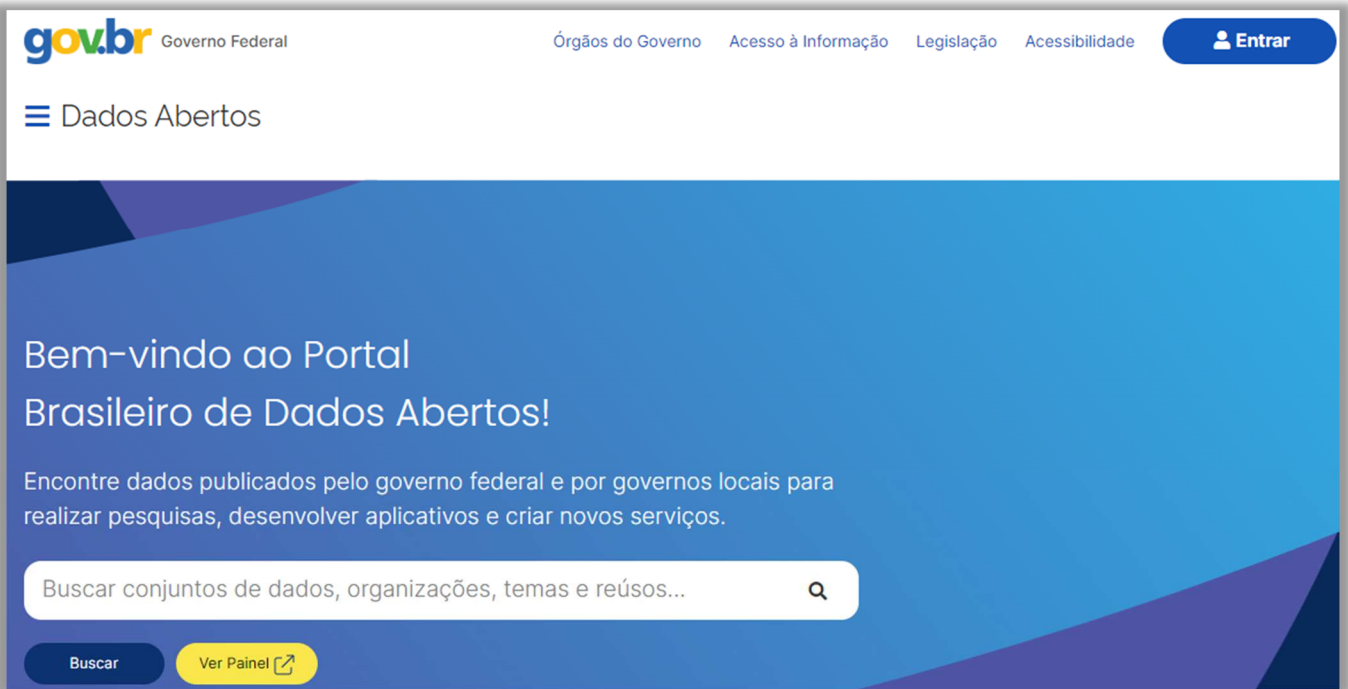 gov.br Governo Federal
Órgãos do Governo Acesso à Informação Legislação Acessibilidade Entrar
Dados Abertos
Bem-vindo ao Portal
Brasileiro de Dados Abertos!
Encontre dados publicados pelo governo federal e por governos locais para
realizar pesquisas, desenvolver aplicativos e criar novos serviços.
Buscar conjuntos de dados, organizações, temas e reúsos...
Buscar Ver Painel